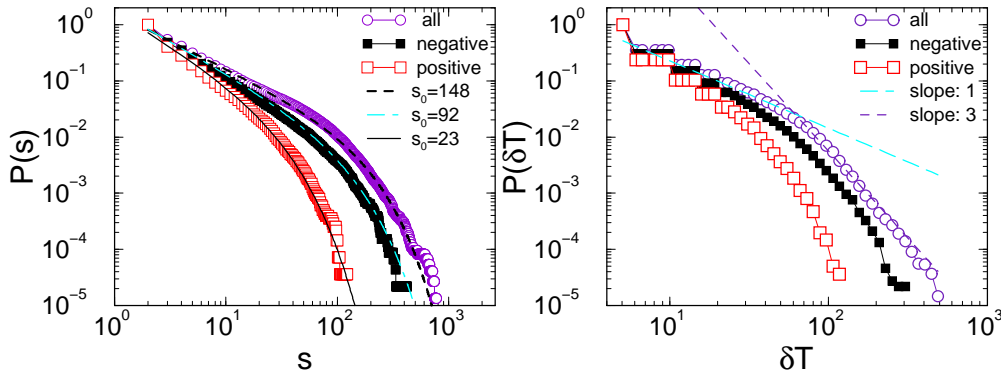 10⁰
10⁻¹
10⁻²
10⁻³
10⁻⁴
10⁻⁵
P(s)
10⁰
10¹
10²
10³
s
all
negative
positive
s₀=148
s₀=92
s₀=23
10⁰
10⁻¹
10⁻²
10⁻³
10⁻⁴
10⁻⁵
P(δT)
10¹
10²
10³
δT
all
negative
positive
slope: 1
slope: 3